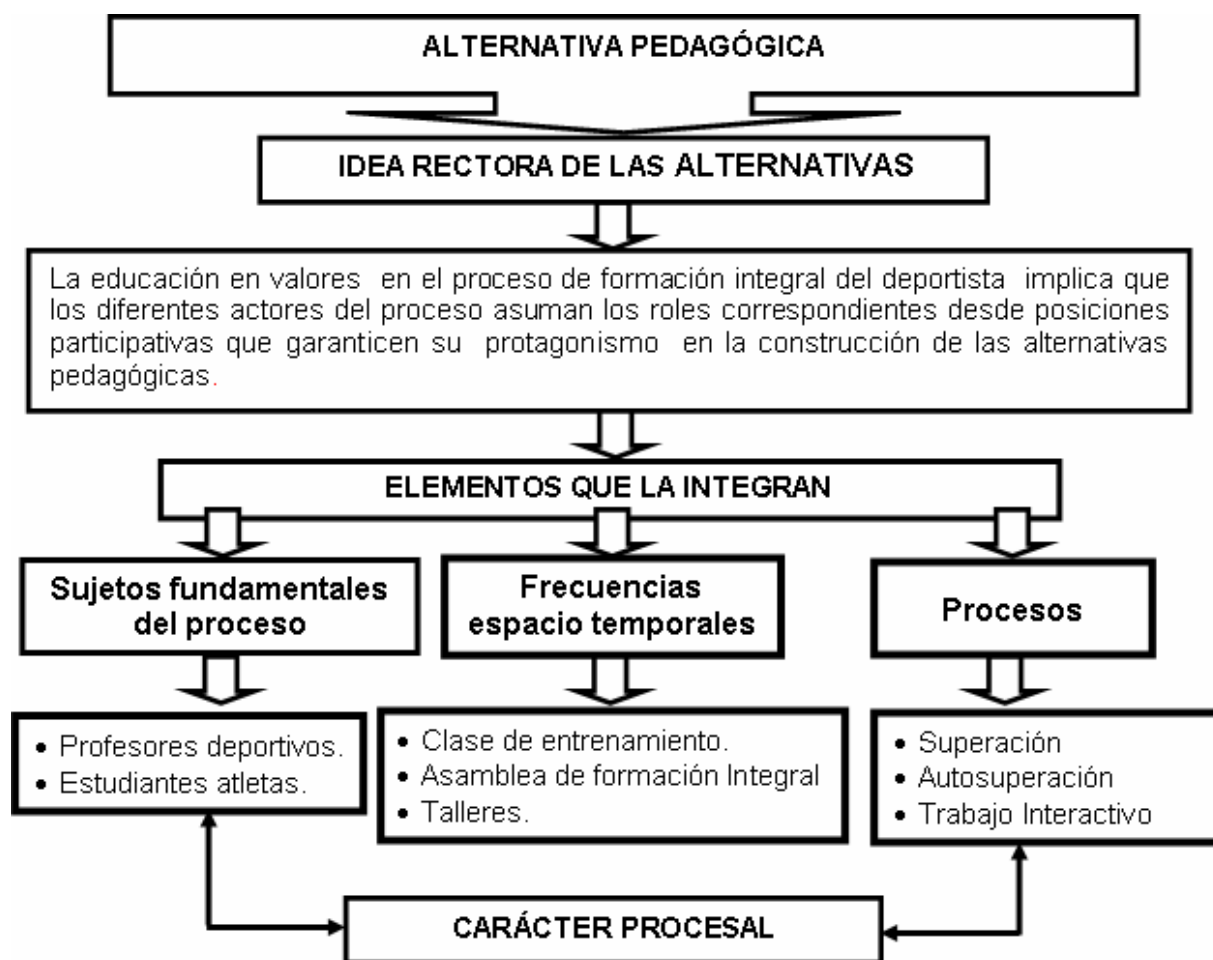 ALTERNATIVA PEDAGÓGICA
IDEA RECTORA DE LAS ALTERNATIVAS
La educación en valores en el proceso de formación integral del deportista implica que
los diferentes actores del proceso asuman los roles correspondientes desde posiciones
participativas que garanticen su protagonismo en la construcción de las alternativas
pedagógicas.
ELEMENTOS QUE LA INTEGRAN
Sujetos fundamentales
del proceso
Frecuencias
espacio temporales
Procesos
• Profesores deportivos.
• Estudiantes atletas.
• Clase de entrenamiento.
• Asamblea de formación Integral
• Talleres.
• Superación
• Autosuperación
• Trabajo Interactivo
CARÁCTER PROCESAL